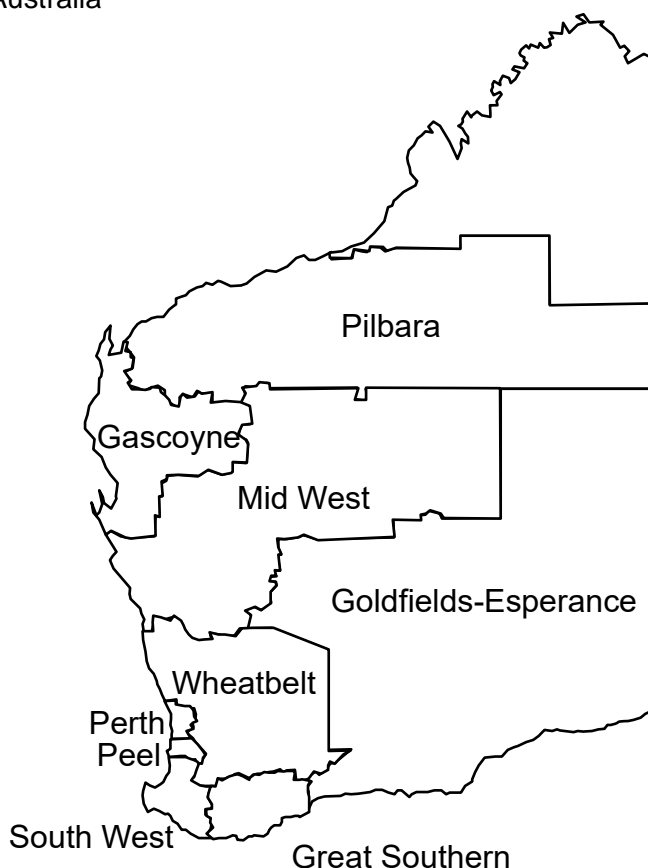 Australia
Pilbara
Gascoyne
Mid West
Goldfields-Esperance
Wheatbelt
Perth
Peel
South West
Great Southern